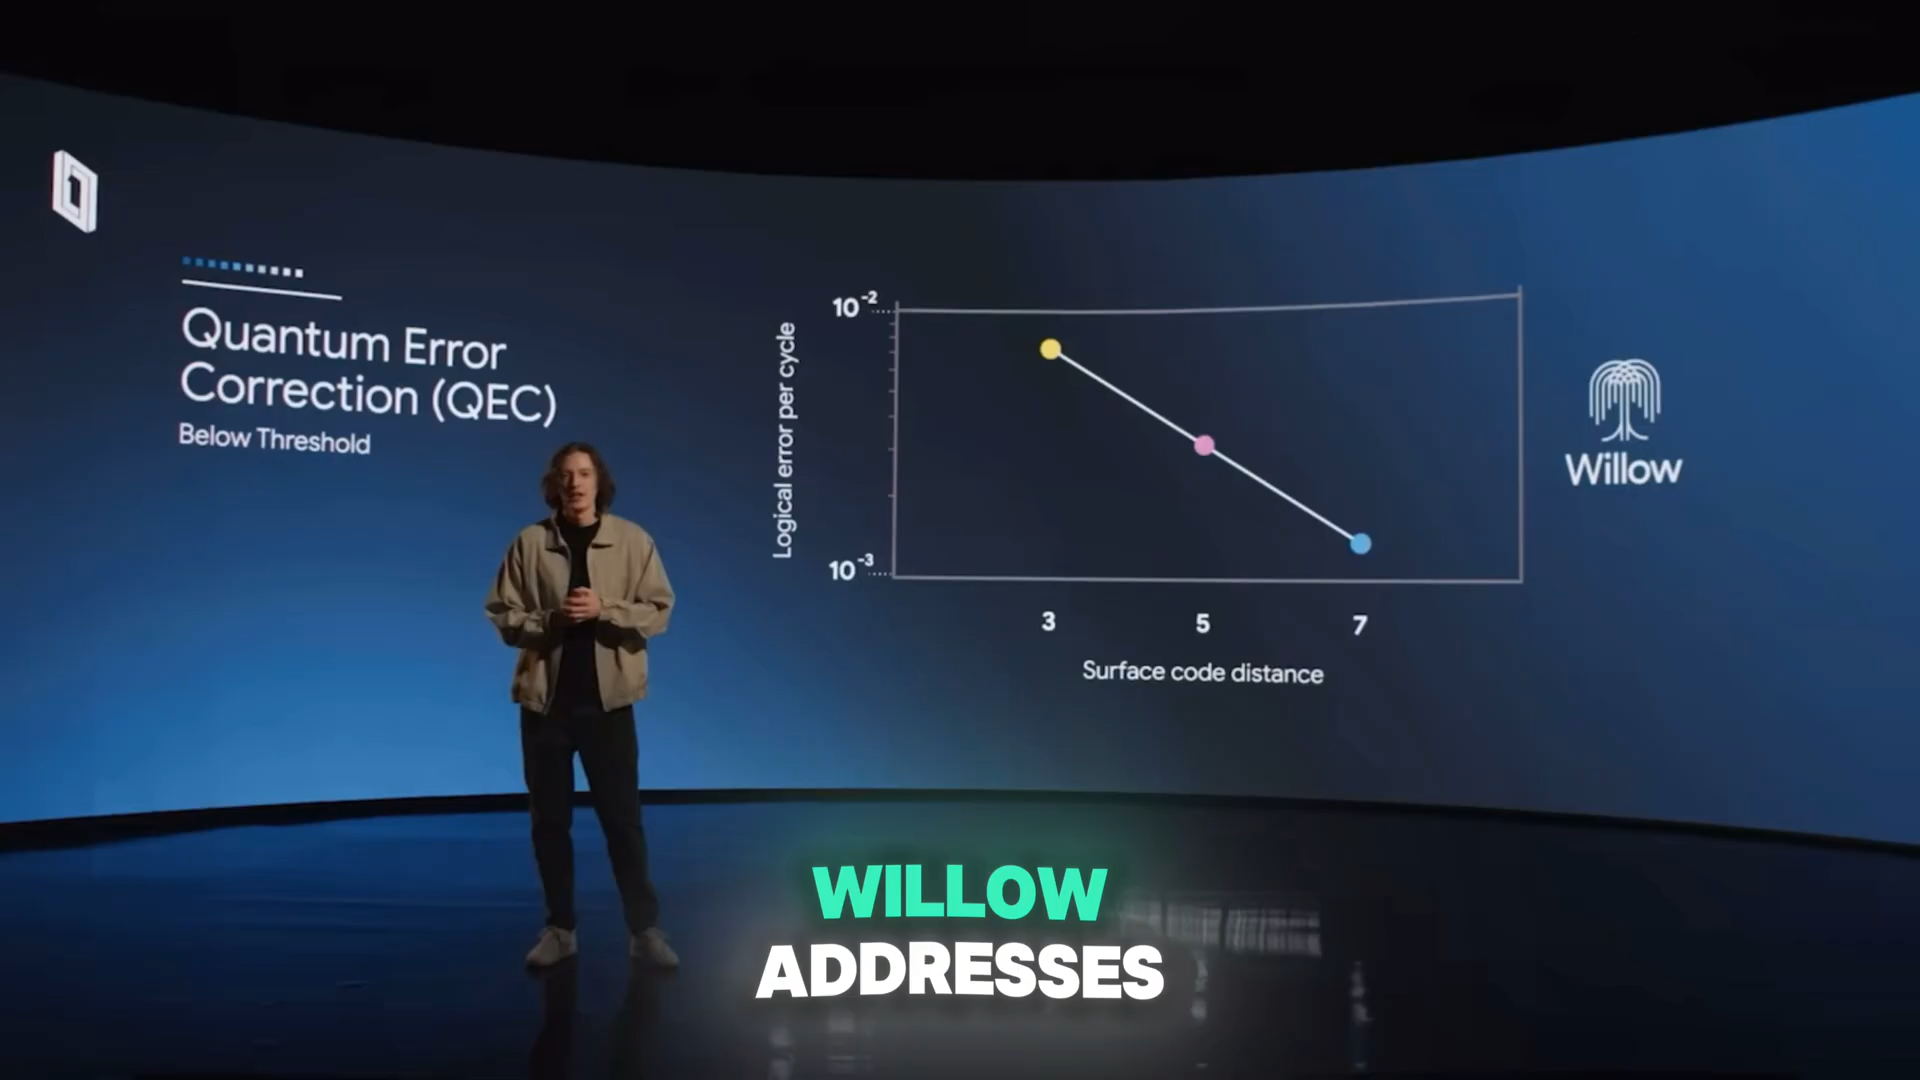 Quantum Error
Correction (QEC)
Below Threshold
Logical error per cycle
10-2
10-3
3
5
7
Surface code distance
Willow
WILLOW
ADDRESSES